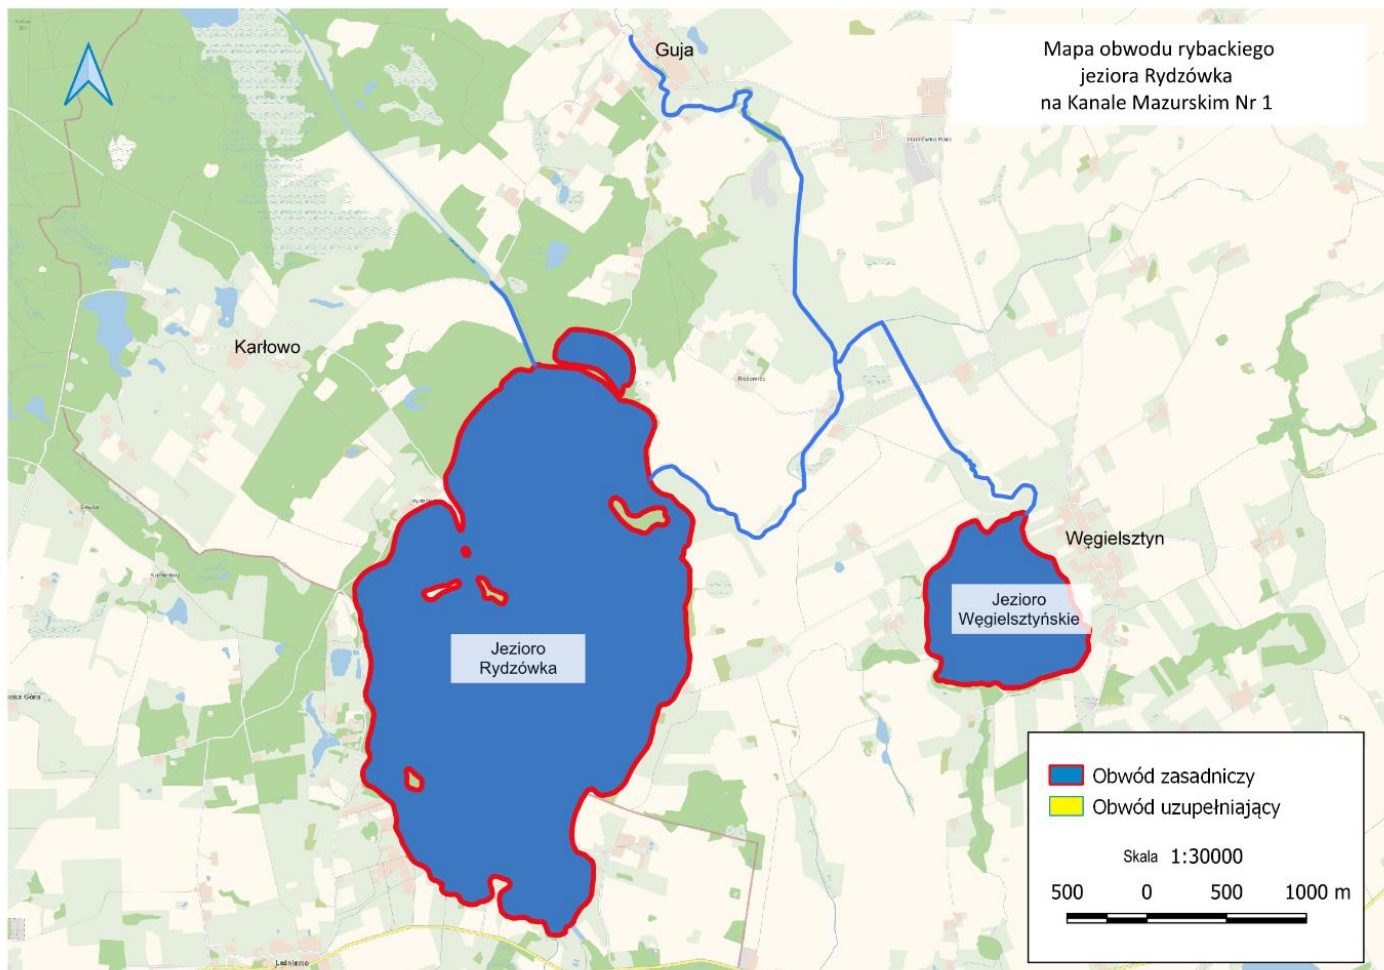 Guja
Mapa obwodu rybackiego
jeziora Rydzówka
na Kanale Mazurskim Nr 1
Karłowo
Węgielsztyn
Jezioro
Węgielsztyńskie
Jezioro
Rydzówka
Obwód zasadniczy
Obwód uzupełniający
Skala 1:30000
500 0 500 1000 m
Leśniewo